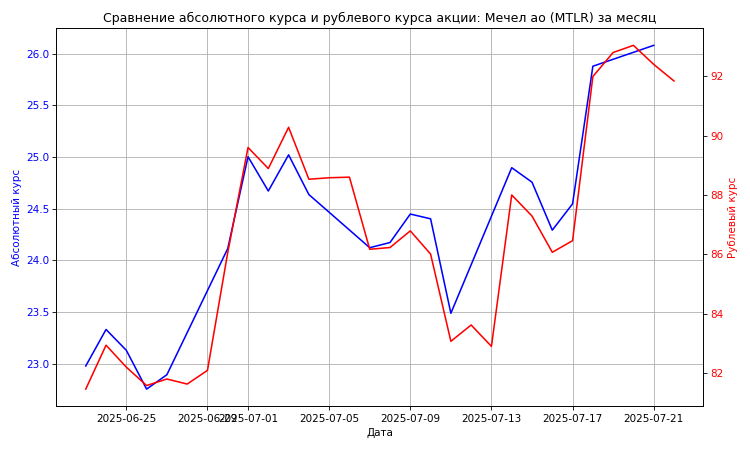 Сравнение абсолютного курса и рублевого курса акции: Мечел ао (MTLR) за месяц
26.0
25.5
25.0
24.5
24.0
23.5
23.0
Абсолютный курс
92
90
88
86
84
82
Рублевый курс
2025-06-25 2025-06-29 2025-07-01 2025-07-05 2025-07-09 2025-07-13 2025-07-17 2025-07-21
Дата